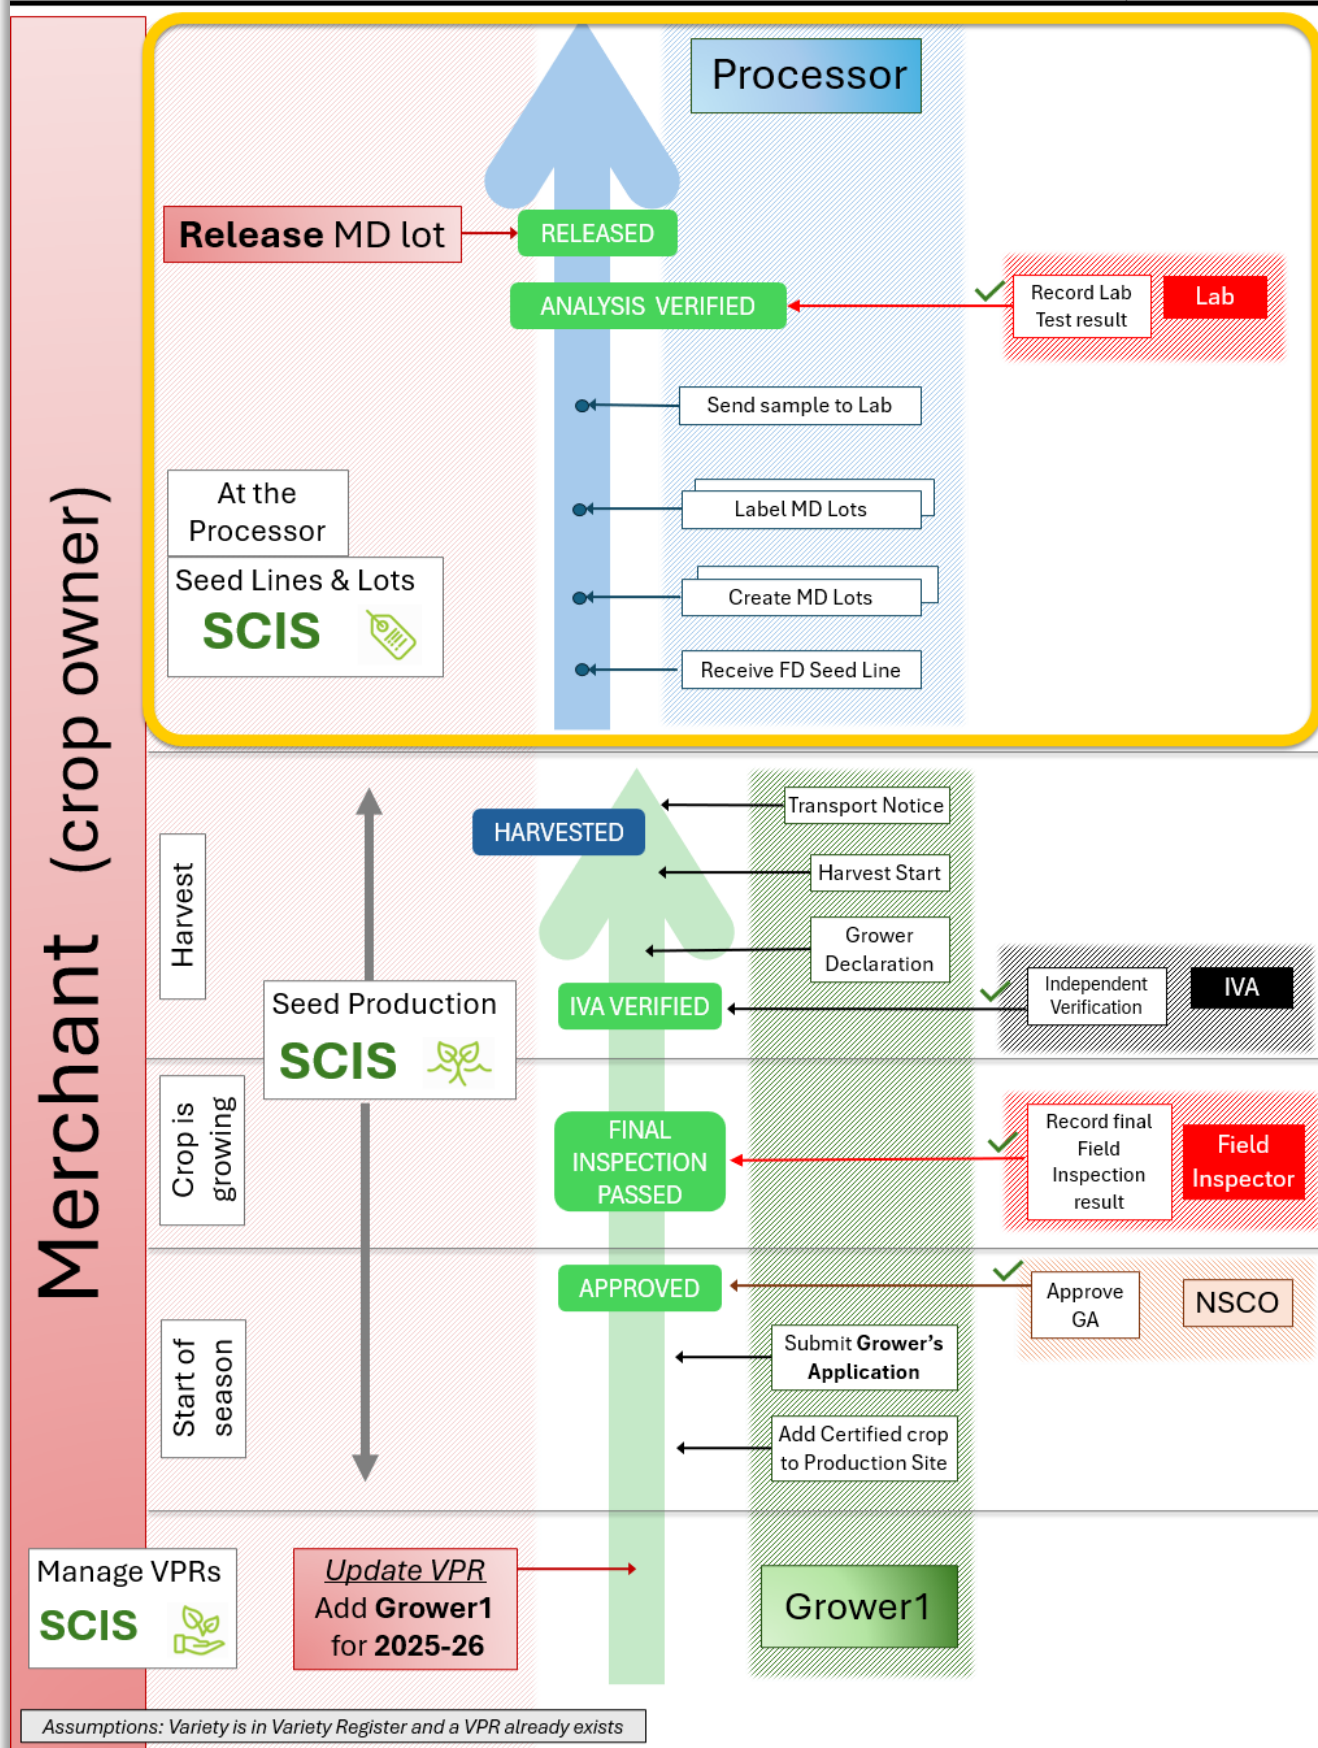 Processor
Release MD lot
RELEASED
ANALYSIS VERIFIED
Record Lab
Test result
Lab
Send sample to Lab
At the
Processor
Label MD Lots
Seed Lines & Lots
SCIS
Create MD Lots
Receive FD Seed Line
Merchant (crop owner)
Transport Notice
HARVESTED
Harvest Start
Harvest
Grower
Declaration
Seed Production
SCIS
IVA VERIFIED
Independent
Verification
IVA
Crop is
growing
FINAL
INSPECTION
PASSED
Record final
Field
Inspection
result
Field
Inspector
APPROVED
Approve
GA
NSCO
Start of
season
Submit Grower's
Application
Add Certified crop
to Production Site
Manage VPRs
SCIS
Update VPR
Add Grower1
for 2025-26
Grower1
Assumptions: Variety is in Variety Register and a VPR already exists